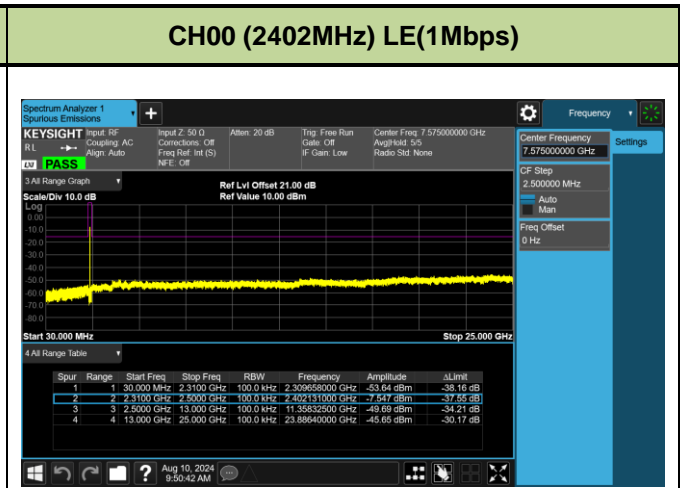 CH00 (2402MHz) LE(1Mbps)
Spectrum Analyzer 1
Spurious Emissions
+
Frequency
KEYSIGHT Input: RF Input Z: 50 Ω Atten: 20 dB Trig: Free Run Center Freq: 7.575000000 GHz
RL Coupling: AC Corrections: Off Gate: Off Avg|Hold: 5/5
Align: Auto Freq Ref: Int (S) IF Gain: Low Radio Std: None
LXI PASS NFE: Off
Center Frequency
7.575000000 GHz
Settings
CF Step
2.500000 MHz
Auto
Man
Freq Offset
0 Hz
3 All Range Graph
Ref Lvl Offset 21.00 dB
Scale/Div 10.0 dB Ref Value 10.00 dBm
Log
0.00
-10.0
-20.0
-30.0
-40.0
-50.0
-60.0
-70.0
-80.0
Start 30.000 MHz Stop 25.000 GHz
4 All Range Table
Spur Range Start Freq Stop Freq RBW Frequency Amplitude ΔLimit
1 1 30.000 MHz 2.3100 GHz 100.0 kHz 2.309658000 GHz -53.64 dBm -38.16 dB
2 2 2.3100 GHz 2.5000 GHz 100.0 kHz 2.402131000 GHz -7.547 dBm -37.55 dB
3 3 2.5000 GHz 13.000 GHz 100.0 kHz 11.35832500 GHz -49.69 dBm -34.21 dB
4 4 13.000 GHz 25.000 GHz 100.0 kHz 23.88640000 GHz -45.65 dBm -30.17 dB
? Aug 10, 2024
9:50:42 AM